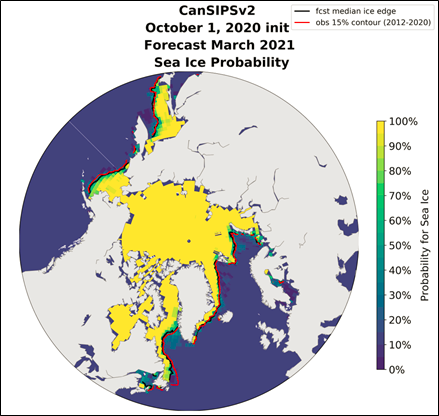 CanSIPSv2
October 1, 2020 init
Forecast March 2021
Sea Ice Probability
fcst median ice edge
obs 15% contour (2012-2020)
100%
90%
80%
70%
60%
50%
40%
30%
20%
10%
0%
Probability for Sea Ice